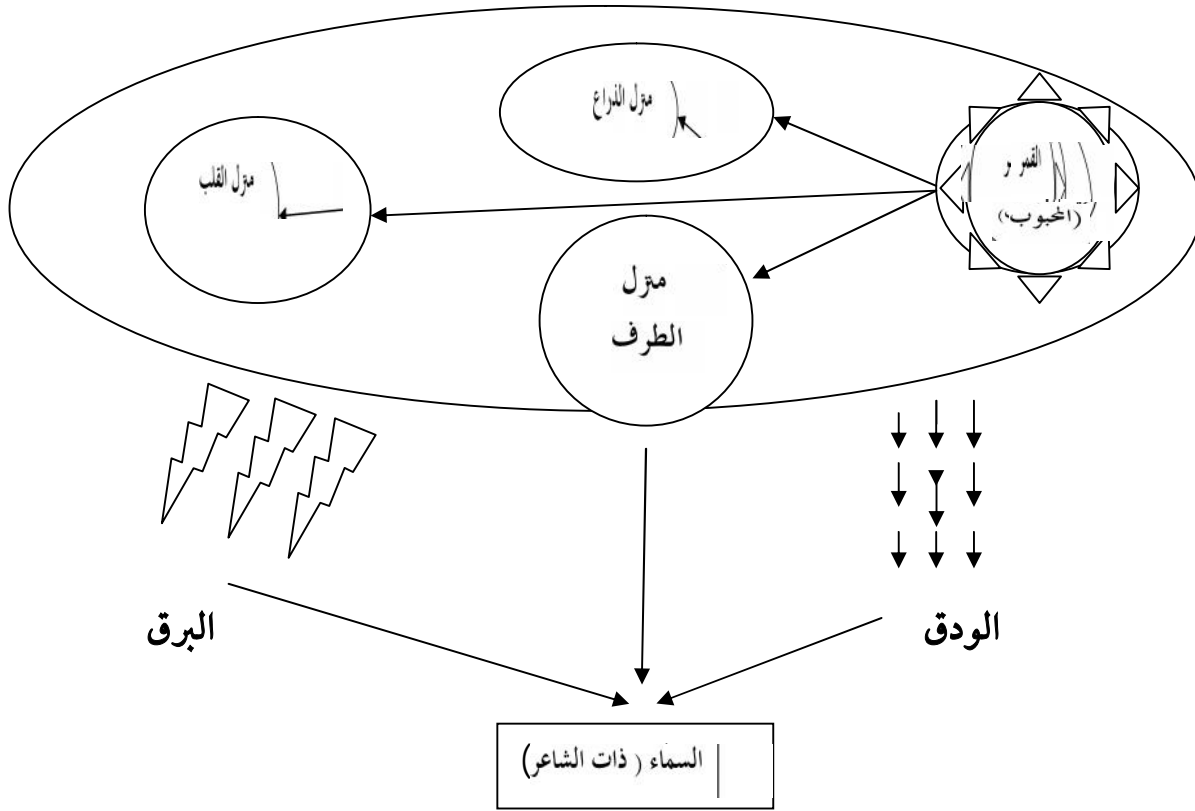 منزل الذراع
القمر و
(المحبوب)
منزل القلب
منزل
الطرف
الودق
البرق
السماء ( ذات الشاعر)